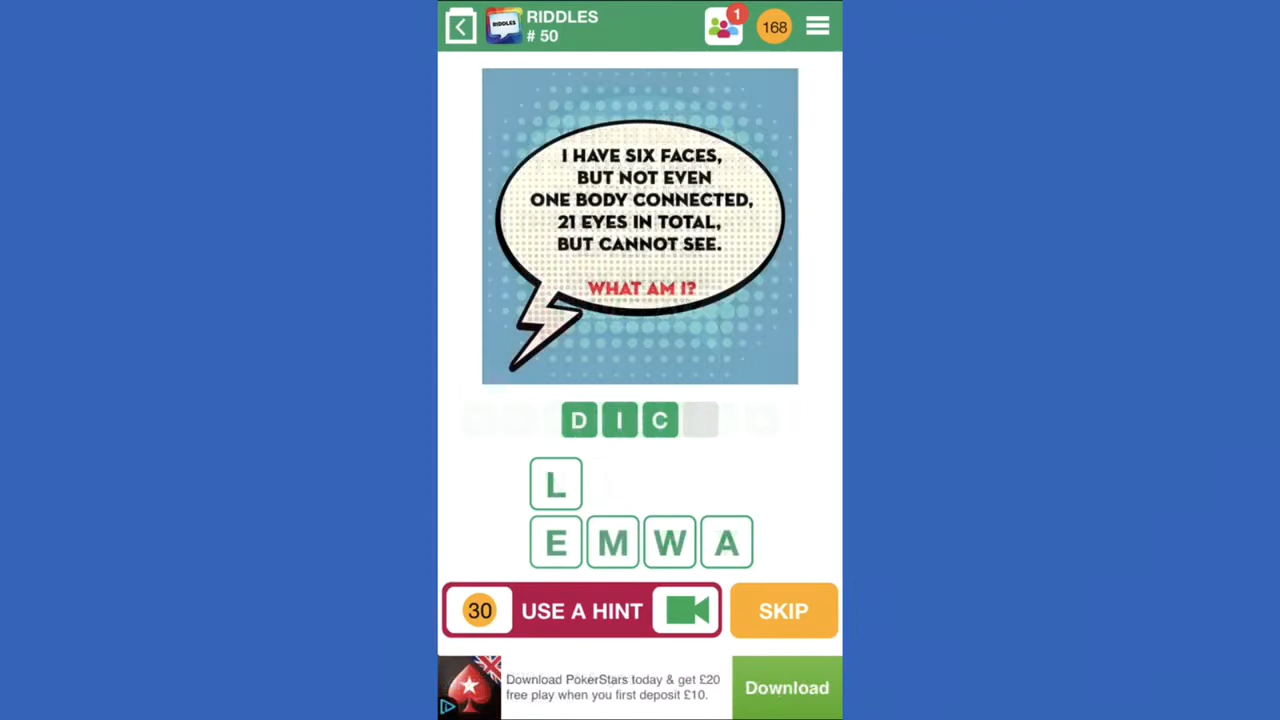 RIDDLES
# 50
RIDDLES
1
168
I HAVE SIX FACES,
BUT NOT EVEN
ONE BODY CONNECTED,
21 EYES IN TOTAL,
BUT CANNOT SEE.
WHAT AM I?
D I C
L
E M W A
30 USE A HINT
SKIP
Download PokerStars today & get £20
free play when you first deposit £10.
Download